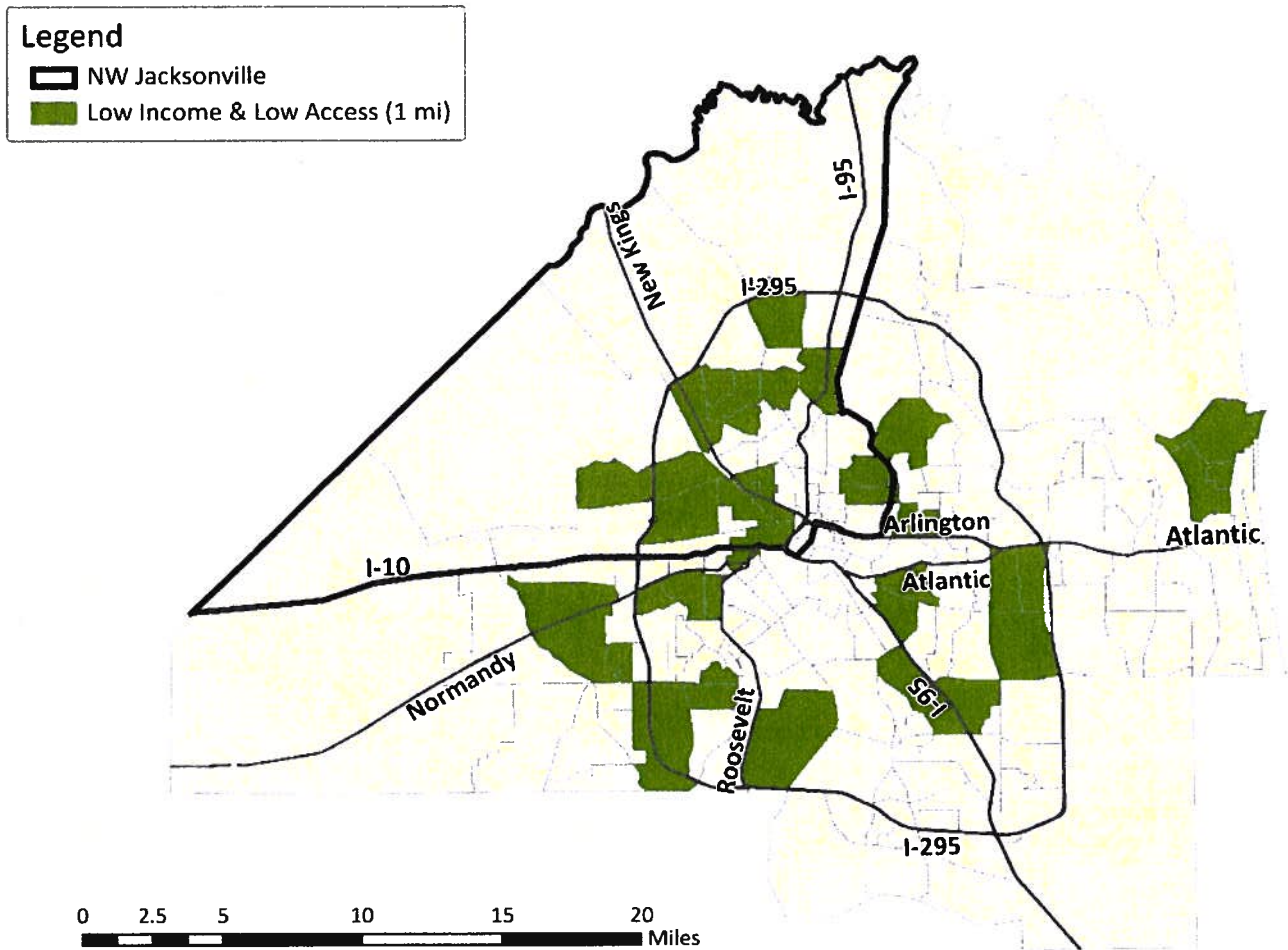 Legend
NW Jacksonville
Low Income & Low Access (1 mi)
I-95
New Kings
I-295
Arlington
Atlantic
I-10
Atlantic
Normandy
I-95
Roosevelt
I-295
0 2.5 5 10 15 20
Miles